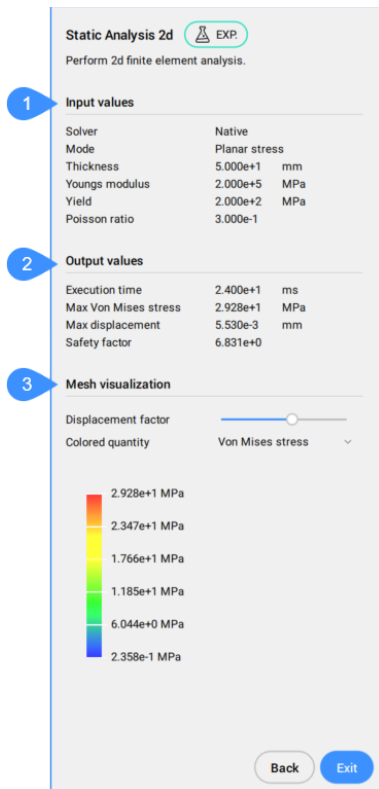 Static Analysis 2d EXP.
Perform 2d finite element analysis.
1 Input values
Solver Native
Mode Planar stress
Thickness 5.000e+1 mm
Youngs modulus 2.000e+5 MPa
Yield 2.000e+2 MPa
Poisson ratio 3.000e-1
2 Output values
Execution time 2.400e+1 ms
Max Von Mises stress 2.928e+1 MPa
Max displacement 5.530e-3 mm
Safety factor 6.831e+0
3 Mesh visualization
Displacement factor
Colored quantity Von Mises stress
2.928e+1 MPa
2.347e+1 MPa
1.766e+1 MPa
1.185e+1 MPa
6.044e+0 MPa
2.358e-1 MPa
Back Exit